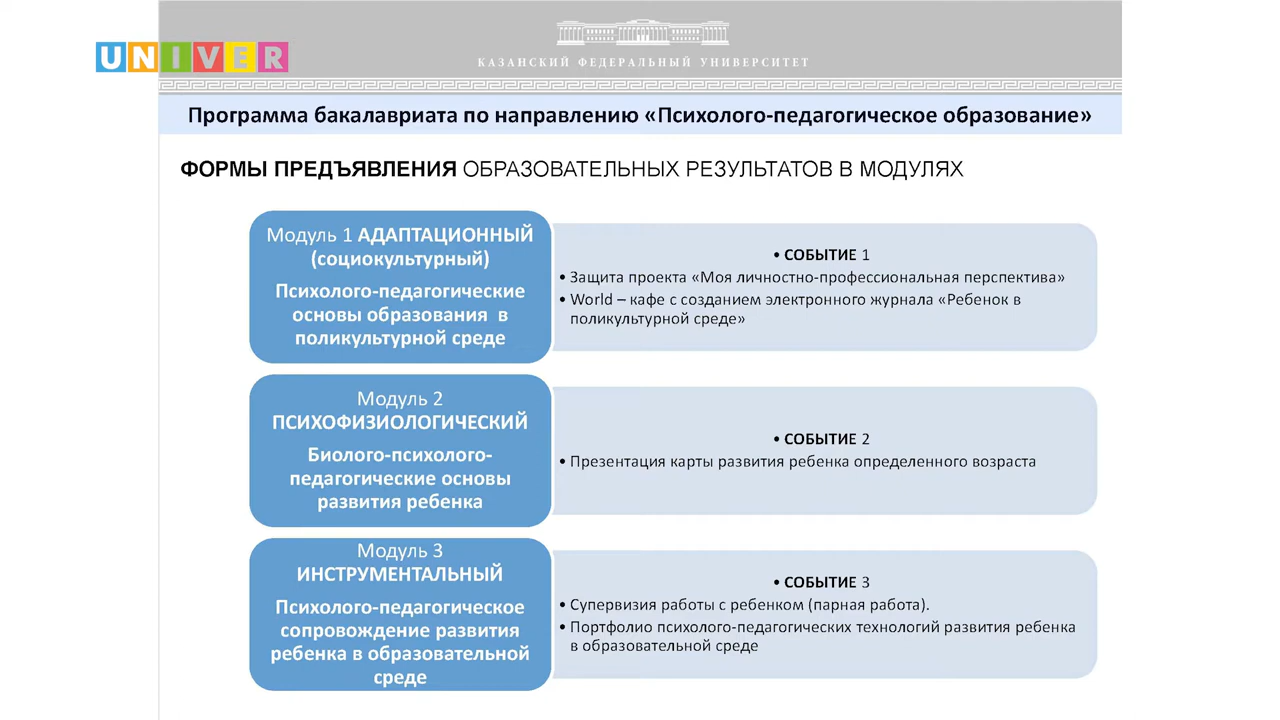 UNIVER
КАЗАНСКИЙ ФЕДЕРАЛЬНЫЙ УНИВЕРСИТЕТ
Программа бакалавриата по направлению «Психолого-педагогическое образование»
ФОРМЫ ПРЕДЪЯВЛЕНИЯ ОБРАЗОВАТЕЛЬНЫХ РЕЗУЛЬТАТОВ В МОДУЛЯХ
Модуль 1 АДАПТАЦИОННЫЙ
(социокультурный)
Психолого-педагогические
основы образования в
поликультурной среде
• СОБЫТИЕ 1
• Защита проекта «Моя личностно-профессиональная перспектива»
• World – кафе с созданием электронного журнала «Ребенок в
поликультурной среде»
Модуль 2
ПСИХОФИЗИОЛОГИЧЕСКИЙ
Биолого-психолого-
педагогические основы
развития ребенка
• СОБЫТИЕ 2
• Презентация карты развития ребенка определенного возраста
Модуль 3
ИНСТРУМЕНТАЛЬНЫЙ
Психолого-педагогическое
сопровождение развития
ребенка в образовательной
среде
• СОБЫТИЕ 3
• Супервизия работы с ребенком (парная работа).
• Портфолио психолого-педагогических технологий развития ребенка
в образовательной среде